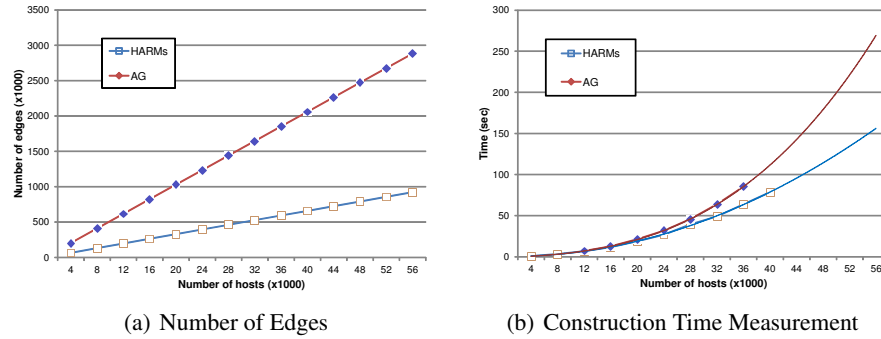 3500
3000
2500
2000
1500
1000
500
0
Number of edges (x1000)
HARMs
AG
4 8 12 16 20 24 28 32 36 40 44 48 52 56
Number of hosts (x1000)
(a) Number of Edges
300
250
200
150
100
50
0
Time (sec)
HARMs
AG
4 8 12 16 20 24 28 32 36 40 44 48 52 56
Number of hosts (x1000)
(b) Construction Time Measurement